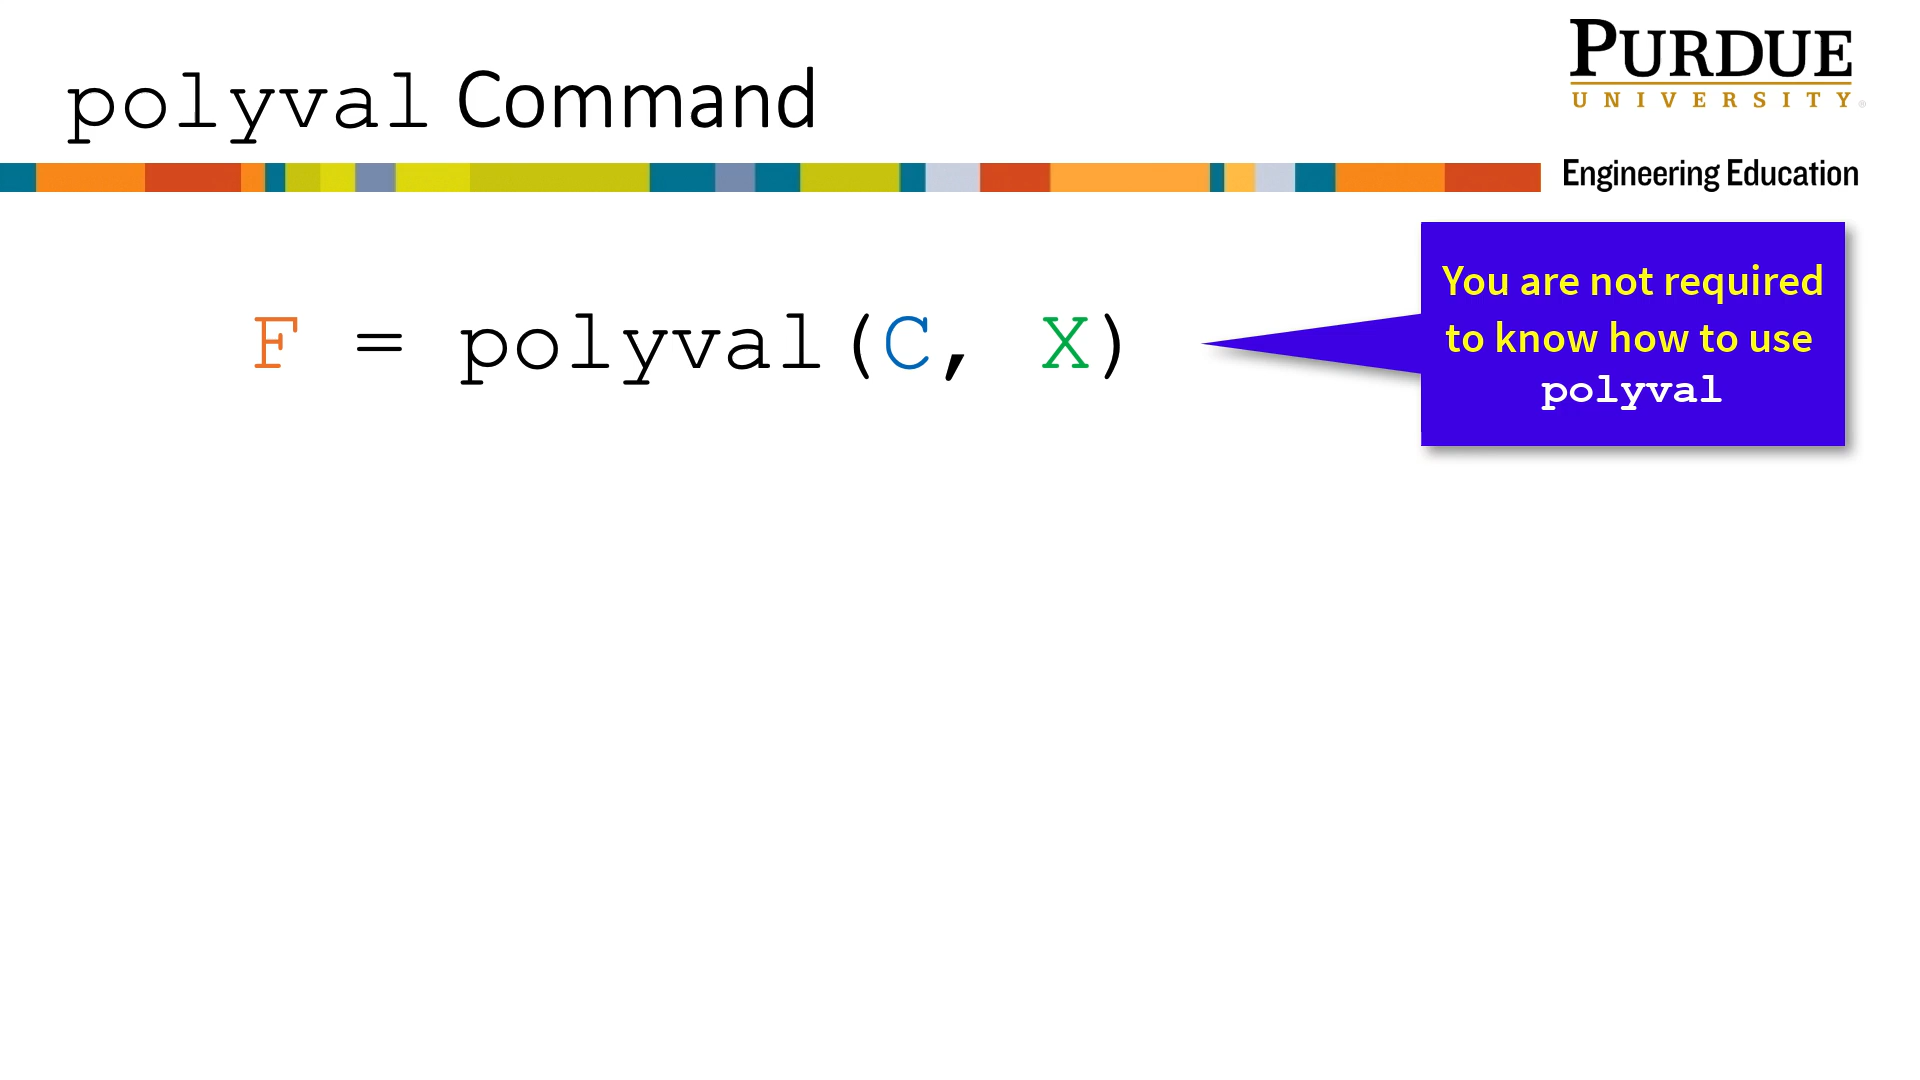 polyval Command
PURDUE
UNIVERSITY®
Engineering Education
F = polyval(C, X)
You are not required
to know how to use
polyval